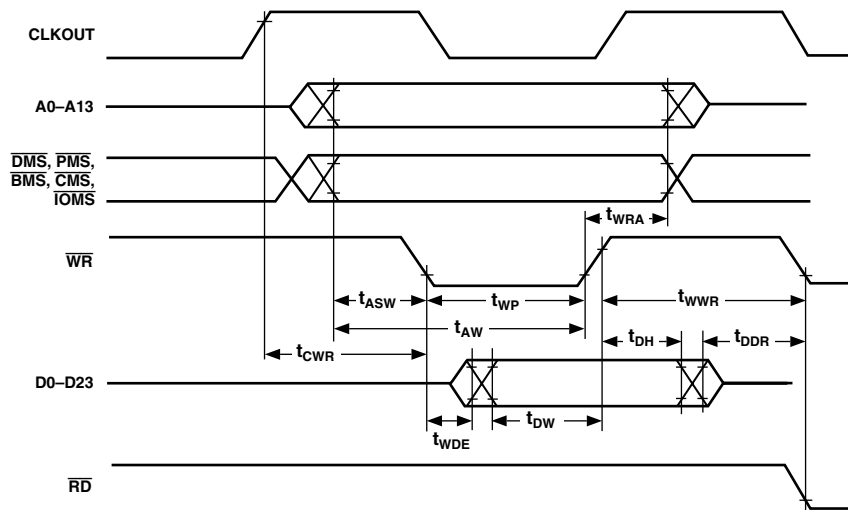 CLKOUT
A0–A13
DMS, PMS,
BMS, CMS,
IOMS
tWRA
WR
tASW
tWP
tWWR
tAW
tCWR
tDH
tDDR
D0–D23
tWDE
tDW
RD